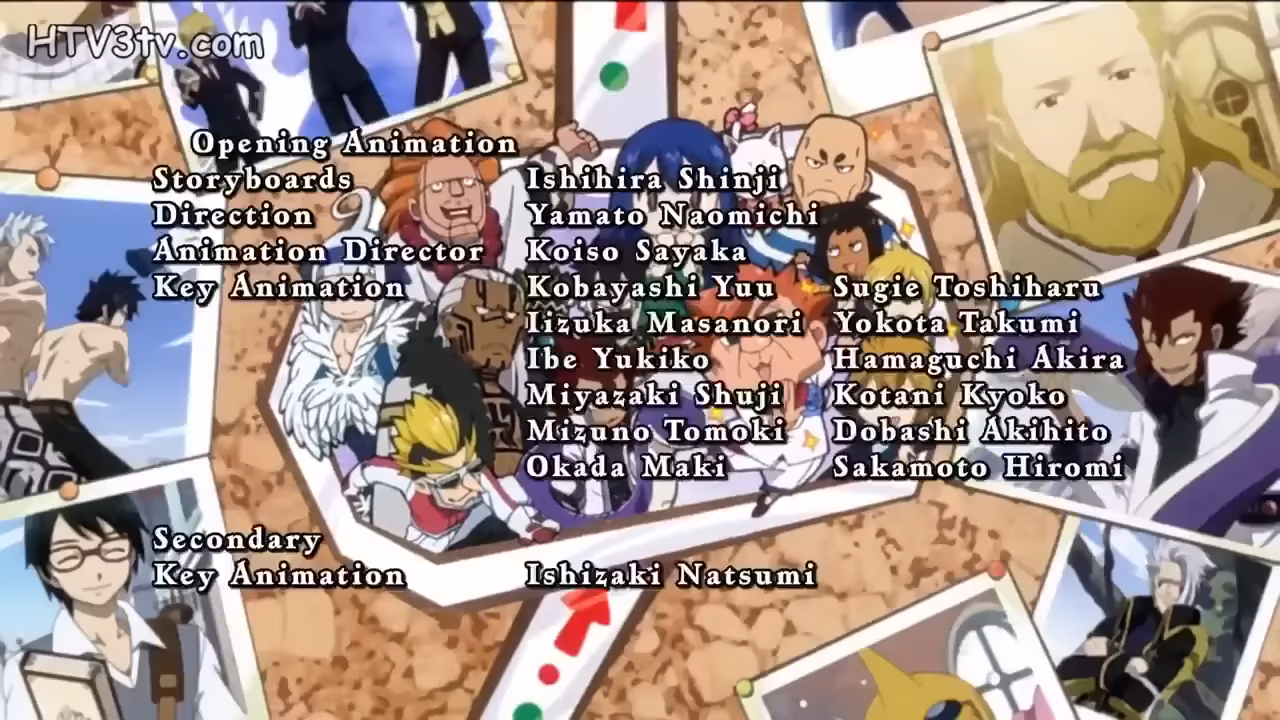 HTV3tv.com
Opening Animation
Storyboards Ishihira Shinji
Direction Yamato Naomichi
Animation Director Koiso Sayaka
Key Animation Kobayashi Yuu Sugie Toshiharu
Iizuka Masanori Yokota Takumi
Ibe Yukiko Hamaguchi Akira
Miyazaki Shuji Kotani Kyoko
Mizuno Tomoki Dobashi Akihito
Okada Maki Sakamoto Hiromi
Secondary
Key Animation Ishizaki Natsumi